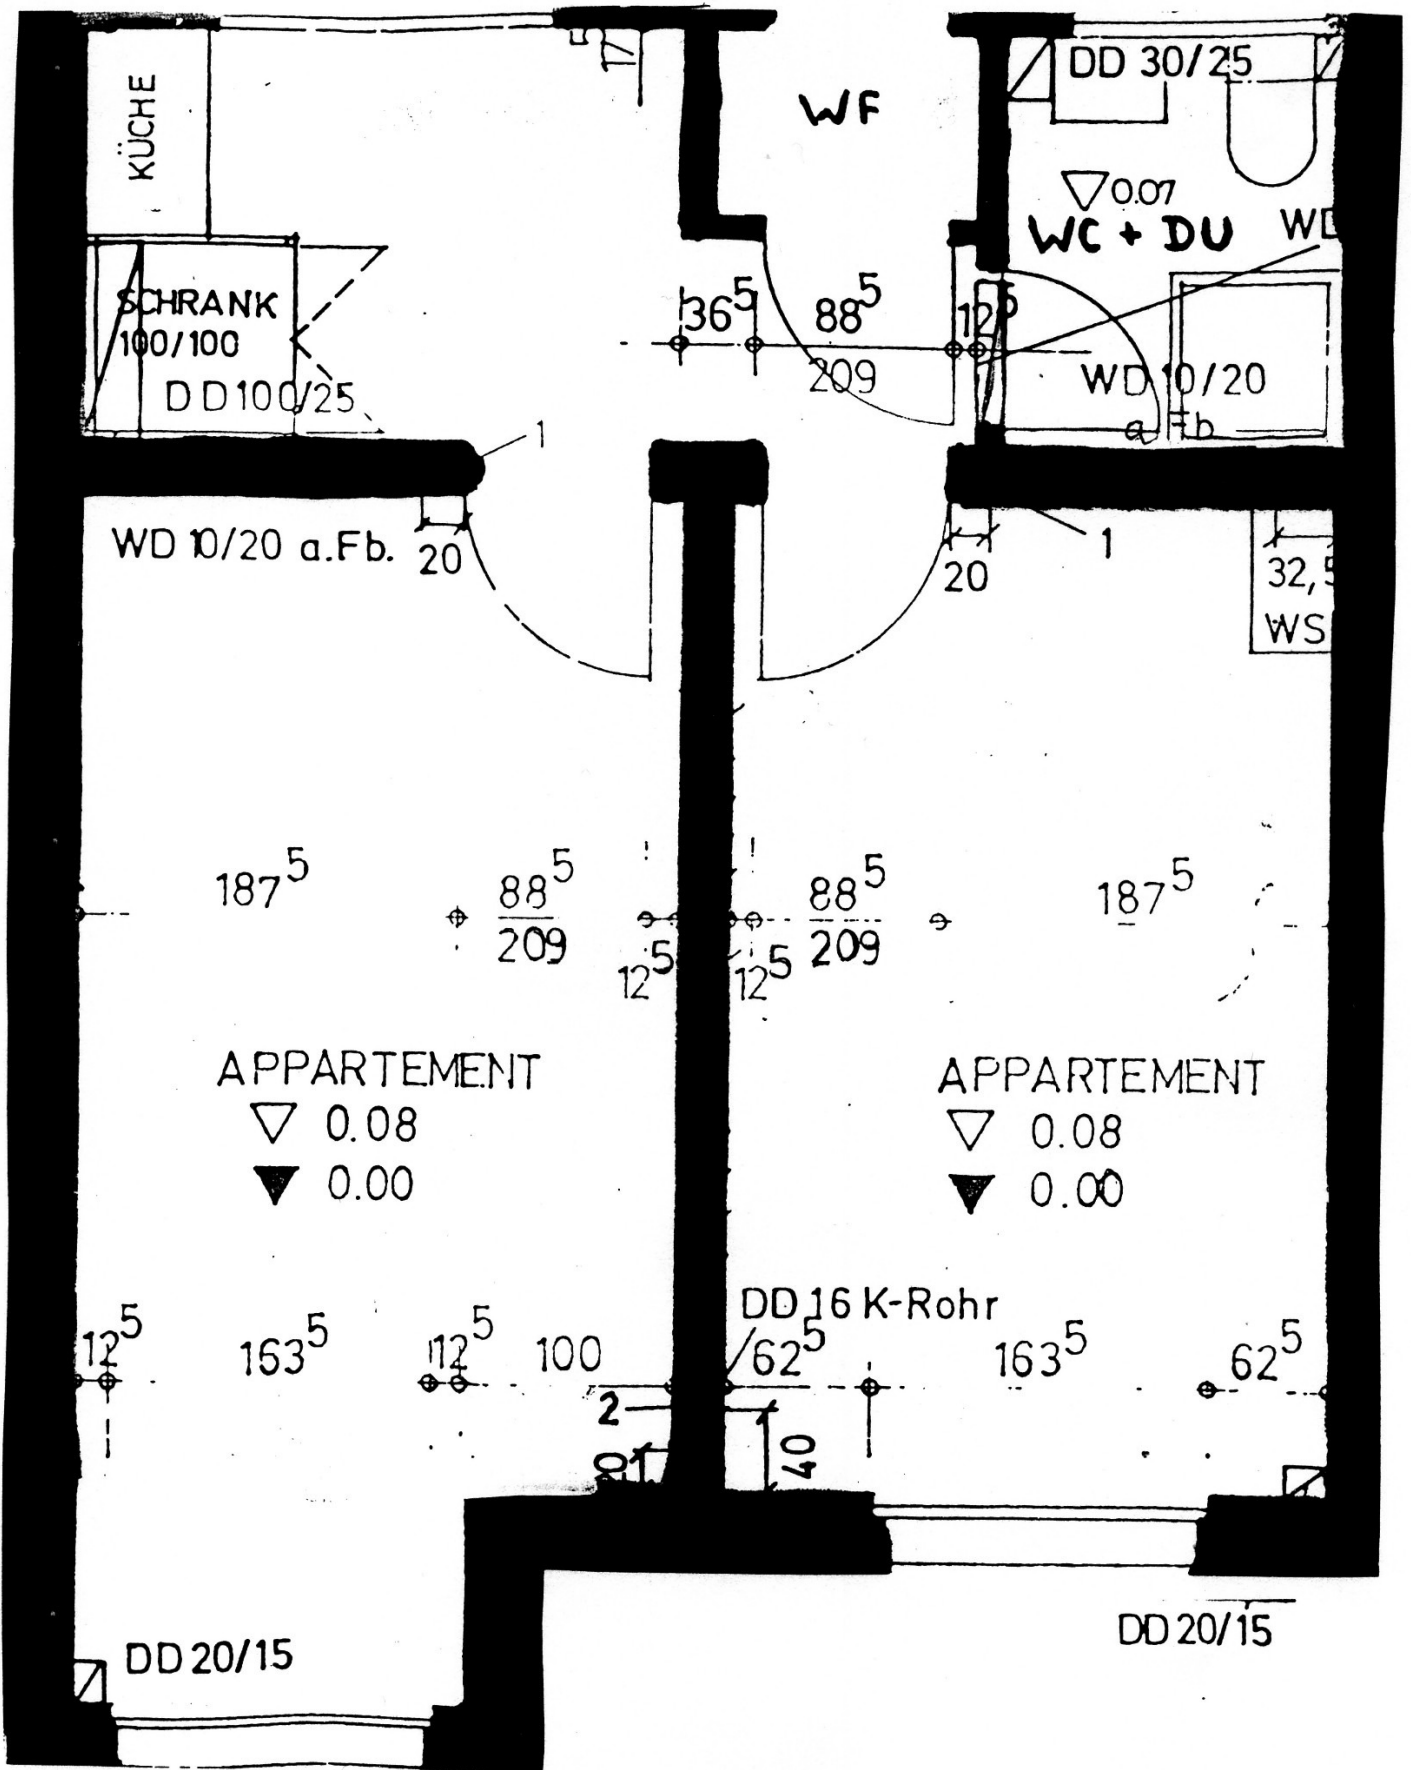 KÜCHE
17
WF
DD 30/25
0.07
WC + DU
WD
SCHRANK
100/100
DD 100/25
36⁵
88⁵
209
12⁵
WD 10/20
a Fb
1
WD 10/20 a.Fb.
20
20
1
32,5
WS
187⁵
88⁵
209
12⁵
12⁵
88⁵
209
187⁵
APPARTEMENT
0.08
0.00
APPARTEMENT
0.08
0.00
DD 16 K-Rohr
12⁵
163⁵
12⁵
100
62⁵
163⁵
62⁵
2
40
DD 20/15
DD 20/15